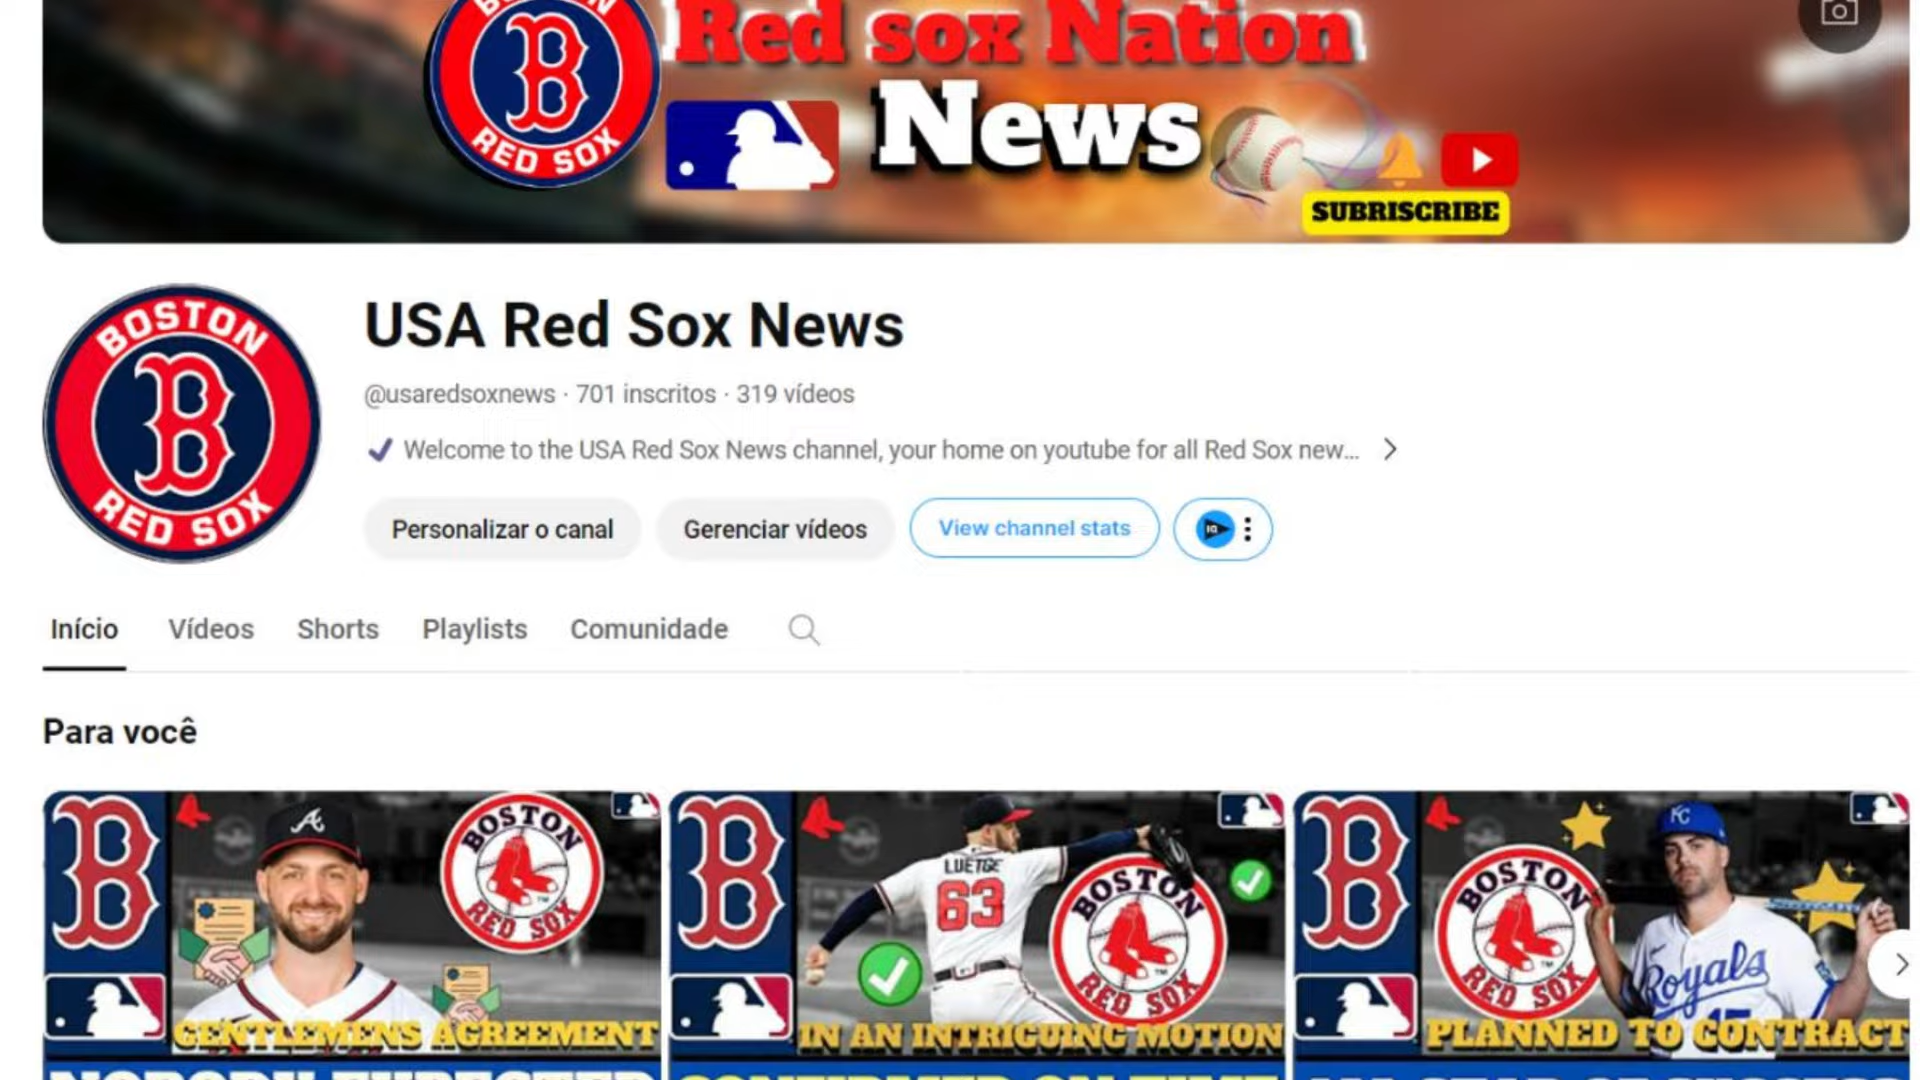 Red sox Nation
RED SOX
News
SUBRISCRIBE
BOSTON
RED SOX
USA Red Sox News
@usaredsoxnews · 701 inscritos · 319 vídeos
✔ Welcome to the USA Red Sox News channel, your home on youtube for all Red Sox new...
Personalizar o canal
Gerenciar vídeos
View channel stats
Início
Vídeos
Shorts
Playlists
Comunidade
Para você
BOSTON
RED SOX
GENTLEMENS AGREEMENT
LUETGE
63
BOSTON
RED SOX
IN AN INTRIGUING MOTION
BOSTON
RED SOX
KC
Royals
PLANNED TO CONTRACT